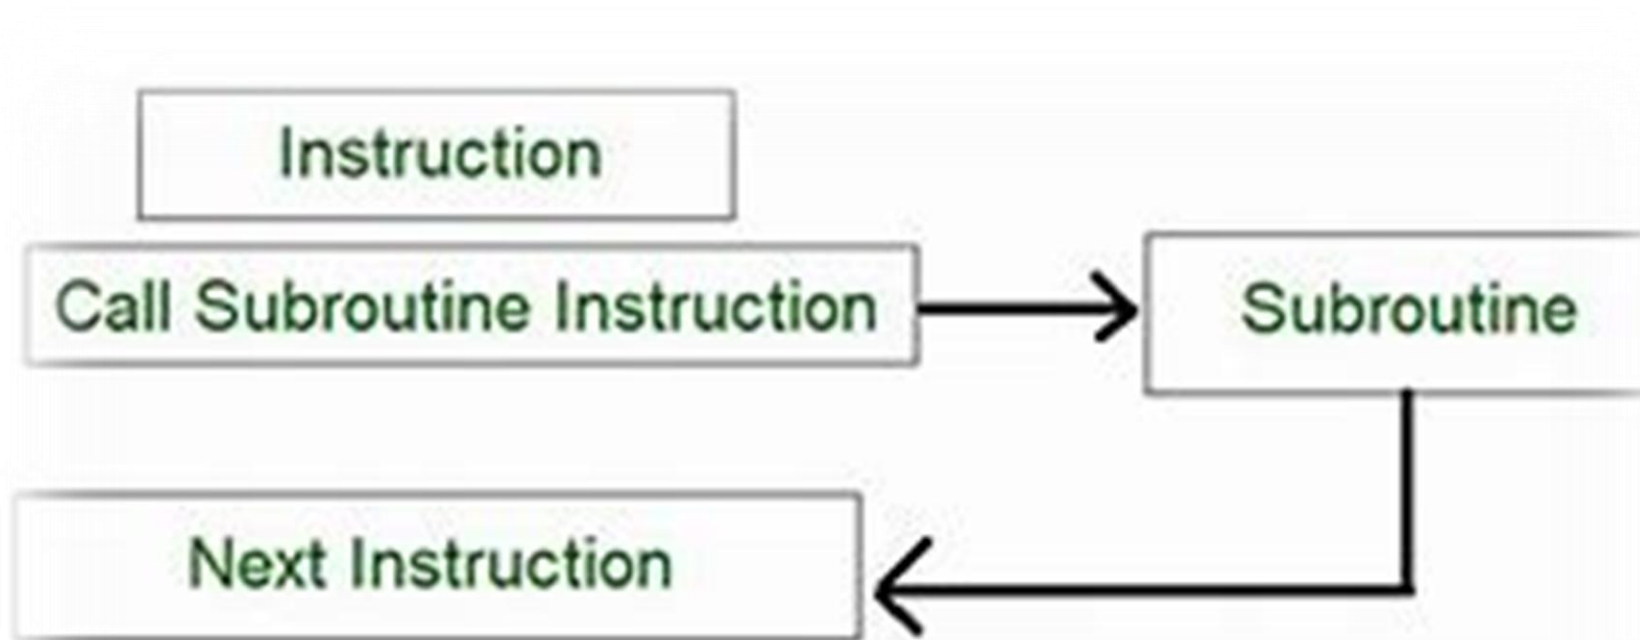 Instruction
Call Subroutine Instruction
Subroutine
Next Instruction